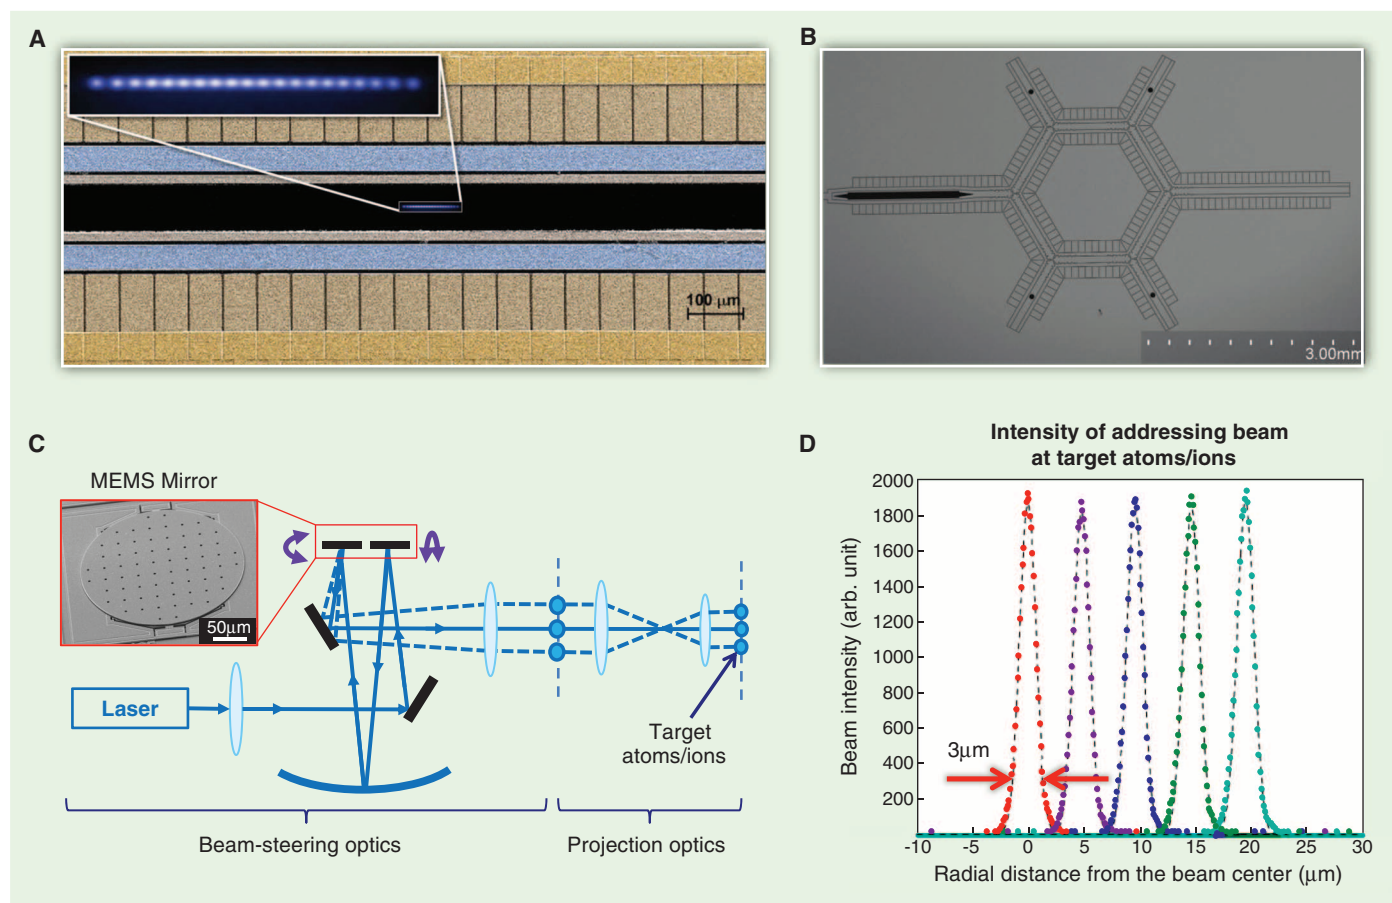 A
100 μm
B
3.00mm
C
MEMS Mirror
50μm
Laser
Target
atoms/ions
Beam-steering optics
Projection optics
D
Intensity of addressing beam
at target atoms/ions
Beam intensity (arb. unit)
2000
1800
1600
1400
1200
1000
800
600
400
200
3μm
-10
-5
0
5
10
15
20
25
30
Radial distance from the beam center (μm)